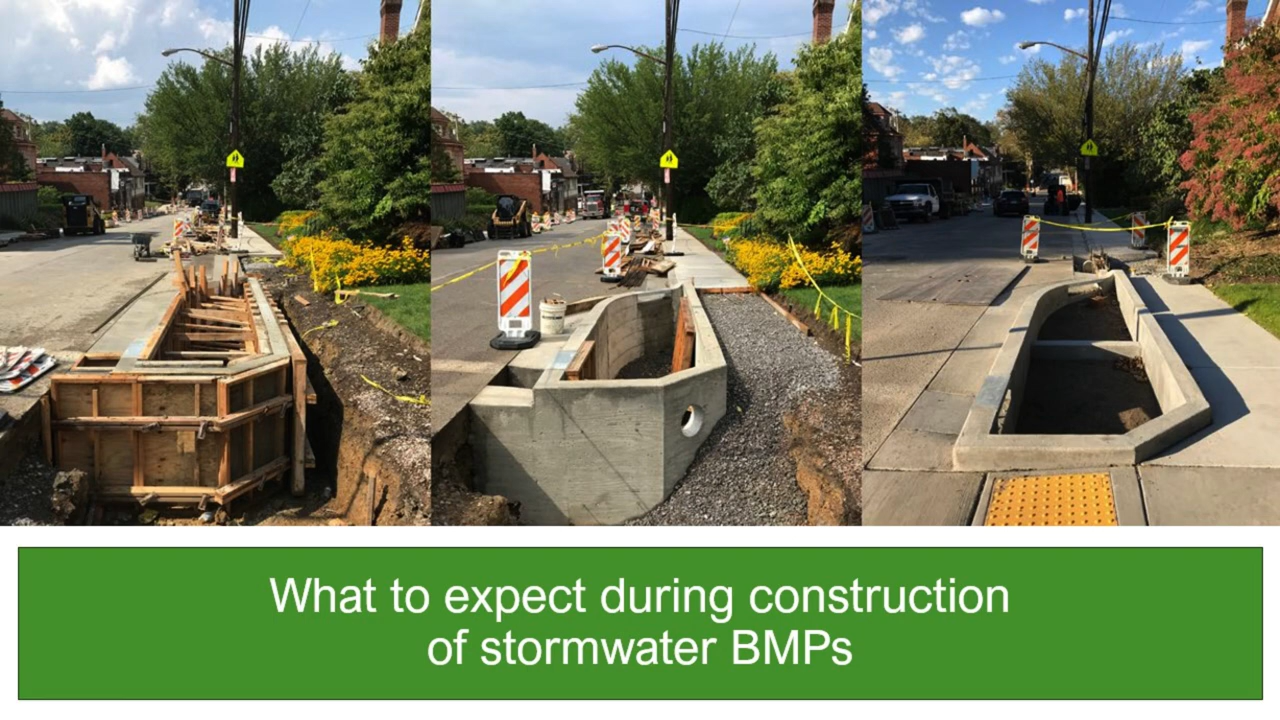 What to expect during construction
of stormwater BMPs